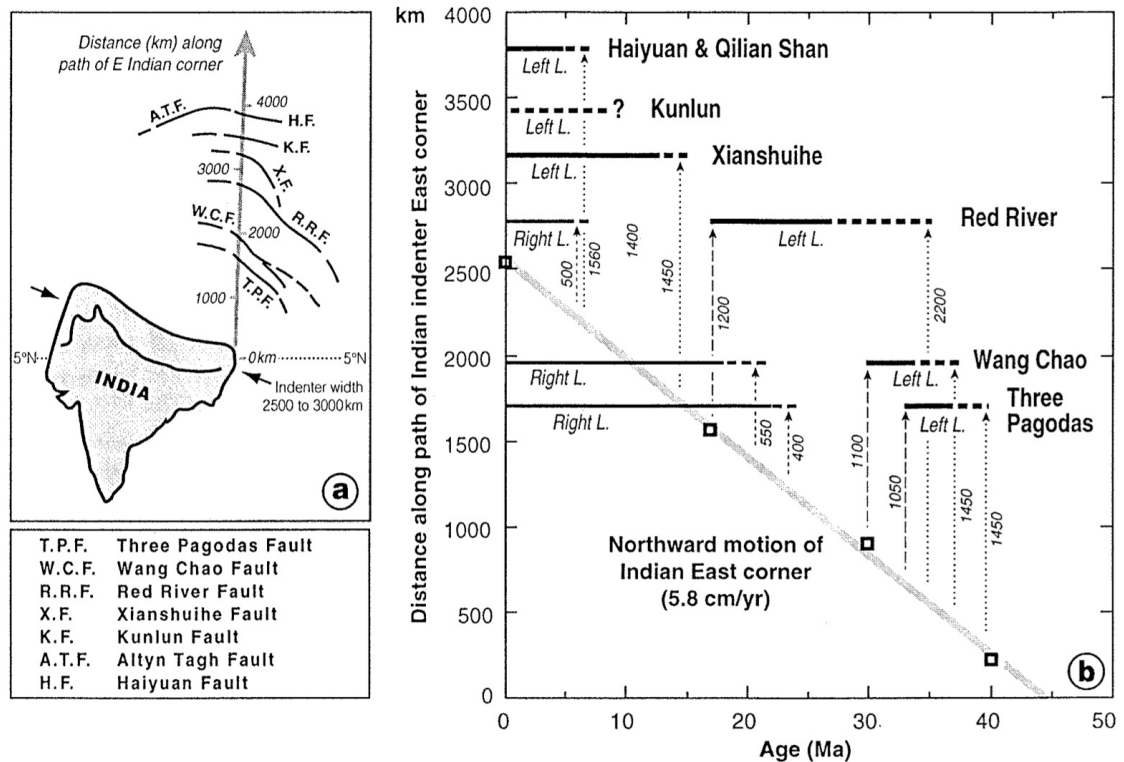 Distance (km) along
path of E Indian corner
A.T.F.
4000
H.F.
K.F.
3000
X.F.
R.R.F.
W.C.F.
2000
T.P.F.
1000
5°N
0km
5°N
INDIA
Indenter width
2500 to 3000km
a
T.P.F. Three Pagodas Fault
W.C.F. Wang Chao Fault
R.R.F. Red River Fault
X.F. Xianshuihe Fault
K.F. Kunlun Fault
A.T.F. Altyn Tagh Fault
H.F. Haiyuan Fault
km
4000
3500
3000
2500
2000
1500
1000
500
0
Distance along path of Indian indenter East corner
Haiyuan & Qilian Shan
Left L.
? Kunlun
Left L.
Xianshuihe
Left L.
Red River
Right L.
Left L.
500
1560
1400
1450
1200
2200
Wang Chao
Right L.
Left L.
Three
Pagodas
Right L.
Left L.
550
400
1100
1050
1450
1450
Northward motion of
Indian East corner
(5.8 cm/yr)
b
0 10 20 30 40 50
Age (Ma)